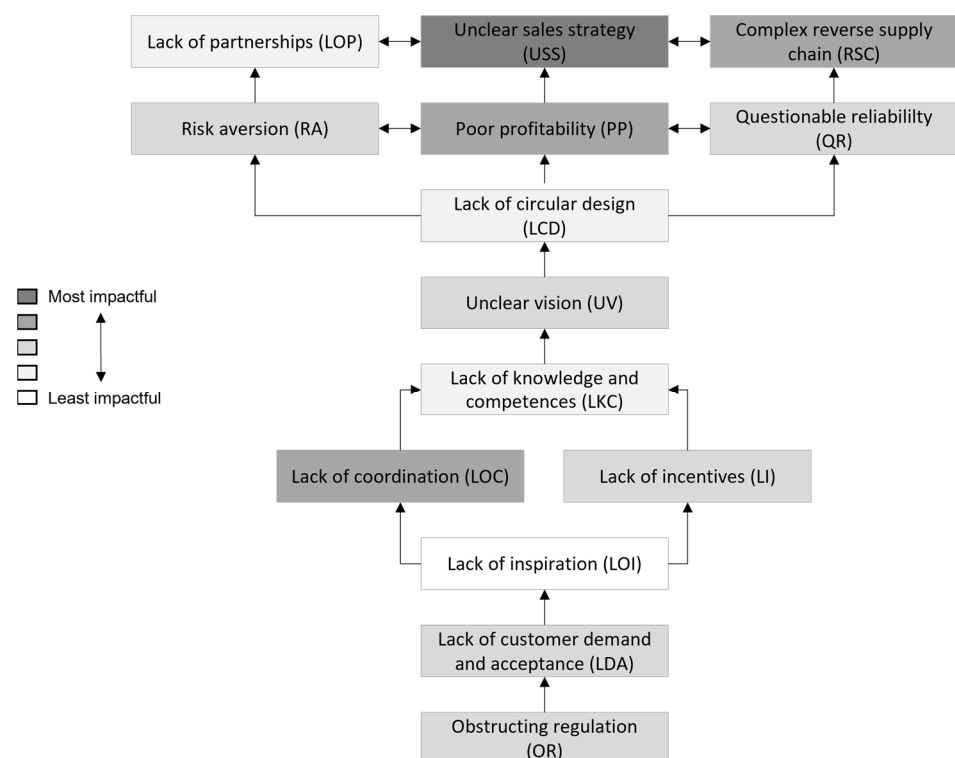 Lack of partnerships (LOP)
Unclear sales strategy
(USS)
Complex reverse supply
chain (RSC)
Risk aversion (RA)
Poor profitability (PP)
Questionable reliabililty
(QR)
Lack of circular design
(LCD)
Unclear vision (UV)
Most impactful
Least impactful
Lack of knowledge and
competences (LKC)
Lack of coordination (LOC)
Lack of incentives (LI)
Lack of inspiration (LOI)
Lack of customer demand
and acceptance (LDA)
Obstructing regulation
(OR)